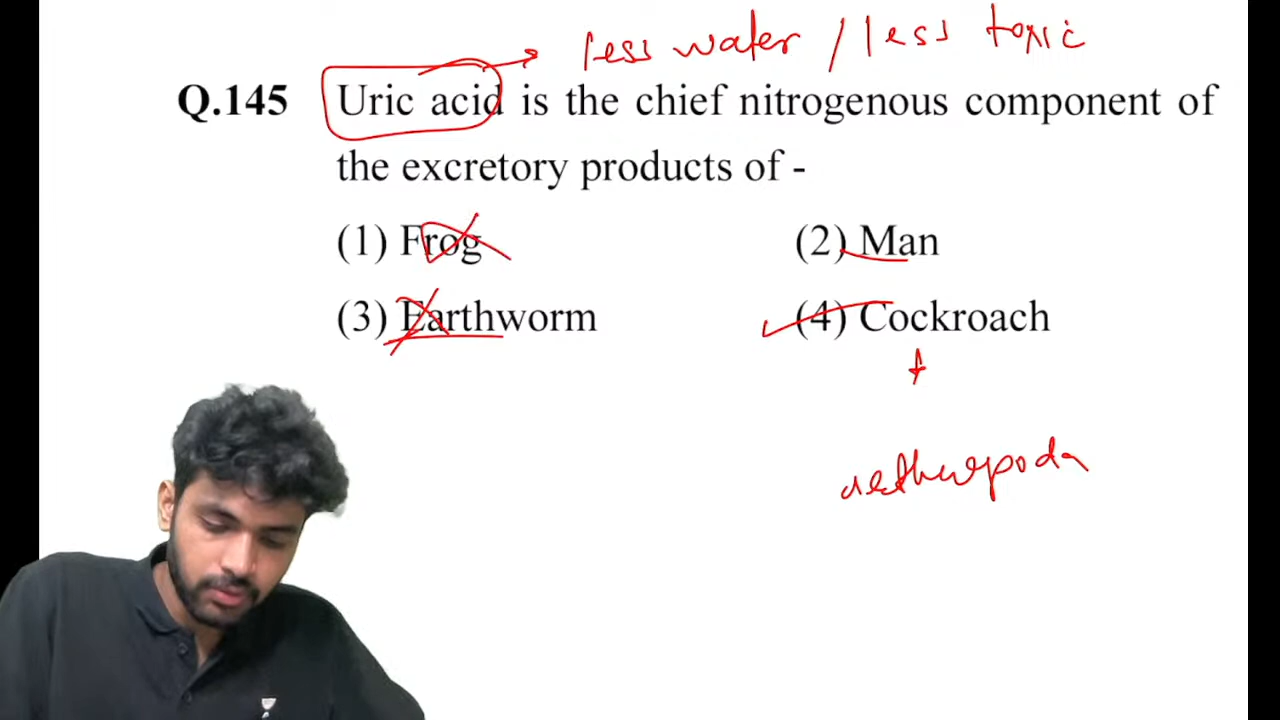 less water / less toxic
Q.145 Uric acid is the chief nitrogenous component of
the excretory products of -
(1) Frog (2) Man
(3) Earthworm (4) Cockroach